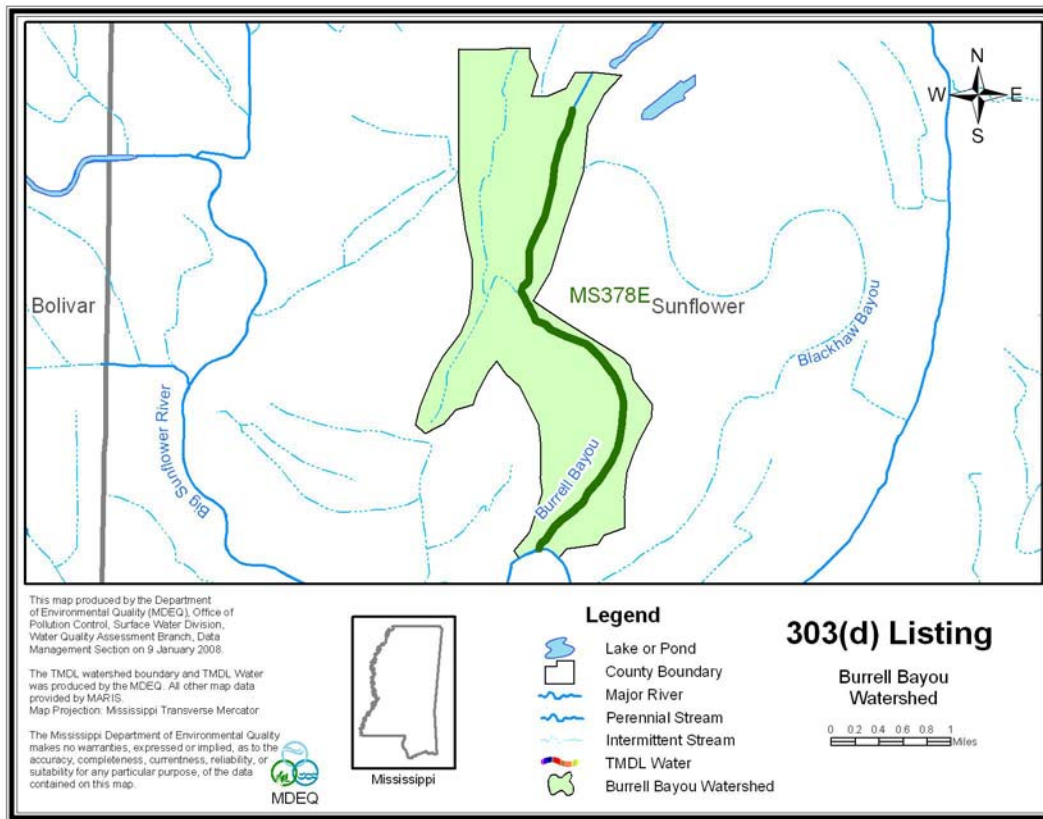 N
W
E
S
Bolivar
MS378E
Sunflower
Blackhaw Bayou
Big Sunflower River
Burrell Bayou
This map produced by the Department
of Environmental Quality (MDEQ), Office of
Pollution Control, Surface Water Division,
Water Quality Assessment Branch, Data
Management Section on 9 January 2008.
The TMDL watershed boundary and TMDL Water
was produced by the MDEQ. All other map data
provided by MARIS.
Map Projection: Mississippi Transverse Mercator
The Mississippi Department of Environmental Quality
makes no warranties, expressed or implied, as to the
accuracy, completeness, currentness, reliability, or
suitability for any particular purpose, of the data
contained on this map.
MDEQ
Mississippi
Legend
Lake or Pond
County Boundary
Major River
Perennial Stream
Intermittent Stream
TMDL Water
Burrell Bayou Watershed
303(d) Listing
Burrell Bayou
Watershed
0 0.2 0.4 0.6 0.8 1
Miles